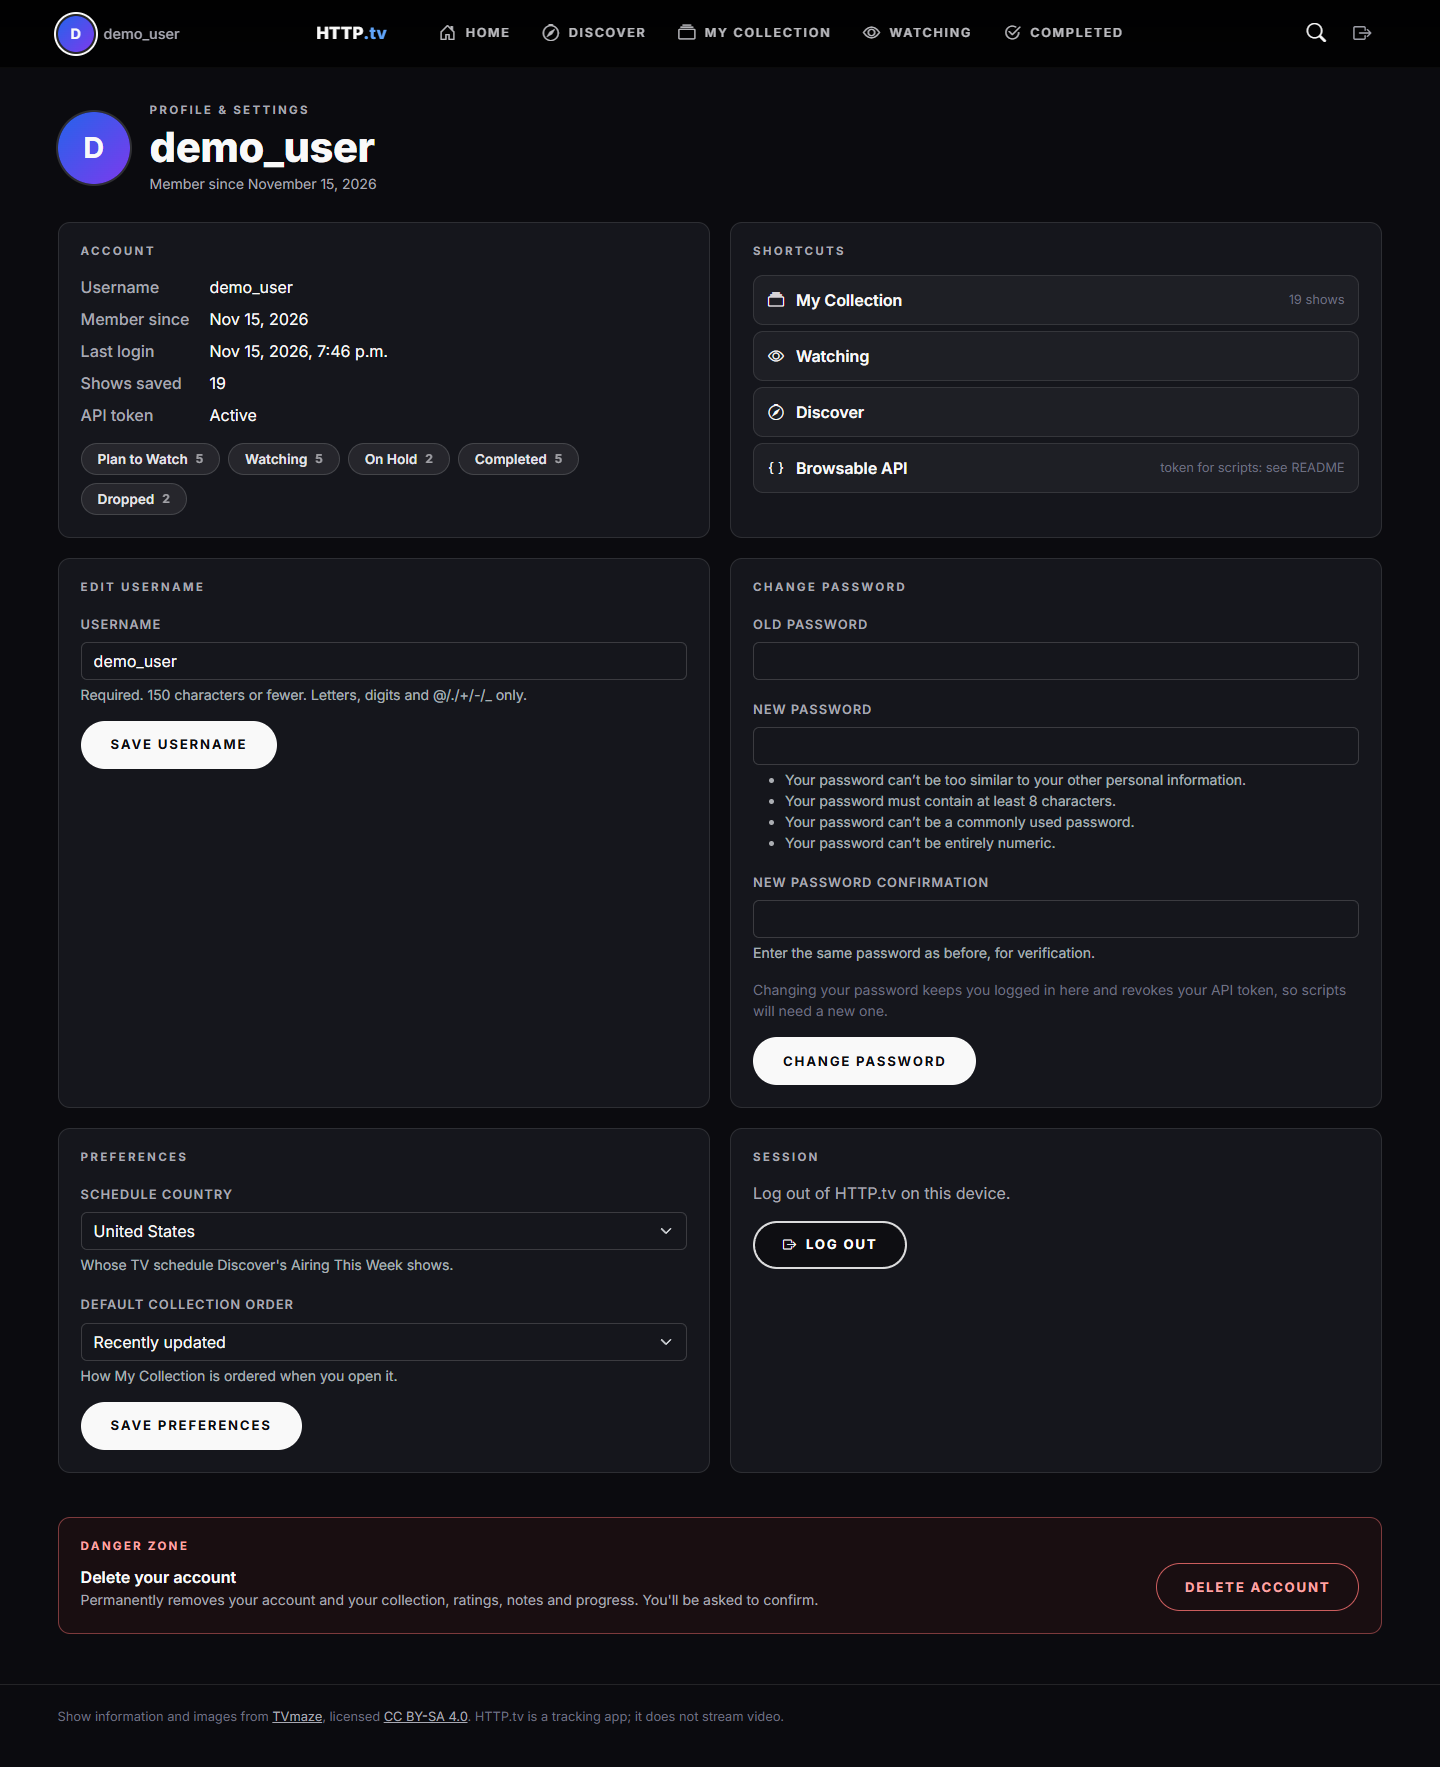 D demo_user HTTP.tv HOME DISCOVER MY COLLECTION WATCHING COMPLETED
PROFILE & SETTINGS
D
demo_user
Member since November 15, 2026
ACCOUNT
Username demo_user
Member since Nov 15, 2026
Last login Nov 15, 2026, 7:46 p.m.
Shows saved 19
API token Active
Plan to Watch 5 Watching 5 On Hold 2 Completed 5
Dropped 2
SHORTCUTS
My Collection 19 shows
Watching
Discover
{ } Browsable API token for scripts: see README
EDIT USERNAME
USERNAME
demo_user
Required. 150 characters or fewer. Letters, digits and @/./+/-/_ only.
SAVE USERNAME
CHANGE PASSWORD
OLD PASSWORD
NEW PASSWORD
• Your password can’t be too similar to your other personal information.
• Your password must contain at least 8 characters.
• Your password can’t be a commonly used password.
• Your password can’t be entirely numeric.
NEW PASSWORD CONFIRMATION
Enter the same password as before, for verification.
Changing your password keeps you logged in here and revokes your API token, so scripts
will need a new one.
CHANGE PASSWORD
PREFERENCES
SCHEDULE COUNTRY
United States
Whose TV schedule Discover's Airing This Week shows.
DEFAULT COLLECTION ORDER
Recently updated
How My Collection is ordered when you open it.
SAVE PREFERENCES
SESSION
Log out of HTTP.tv on this device.
LOG OUT
DANGER ZONE
Delete your account
Permanently removes your account and your collection, ratings, notes and progress. You'll be asked to confirm.
DELETE ACCOUNT
Show information and images from TVmaze, licensed CC BY-SA 4.0. HTTP.tv is a tracking app; it does not stream video.